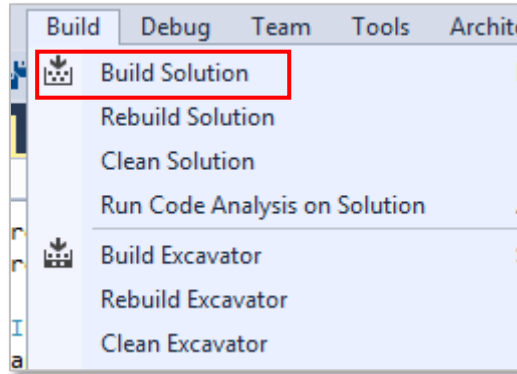 Build Debug Team Tools
Build Solution
Rebuild Solution
Clean Solution
Run Code Analysis on Solution
Build Excavator
Rebuild Excavator
Clean Excavator